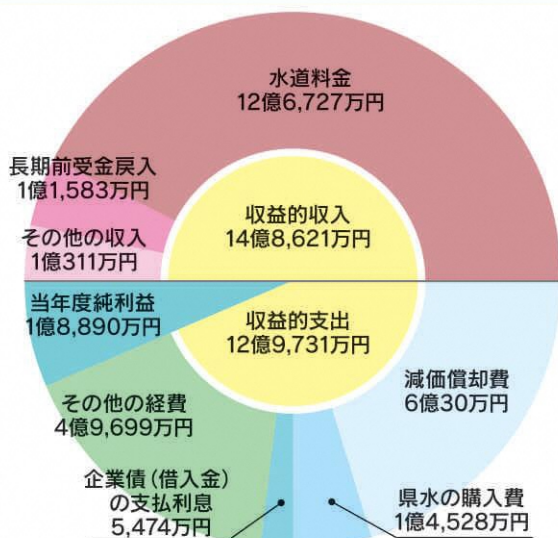 水道料金
12億6,727万円
長期前受金戻入
1億1,583万円
その他の収入
1億311万円
収益的収入
14億8,621万円
当年度純利益
1億8,890万円
収益的支出
12億9,731万円
その他の経費
4億9,699万円
減価償却費
6億30万円
企業債（借入金）
の支払利息
5,474万円
県水の購入費
1億4,528万円